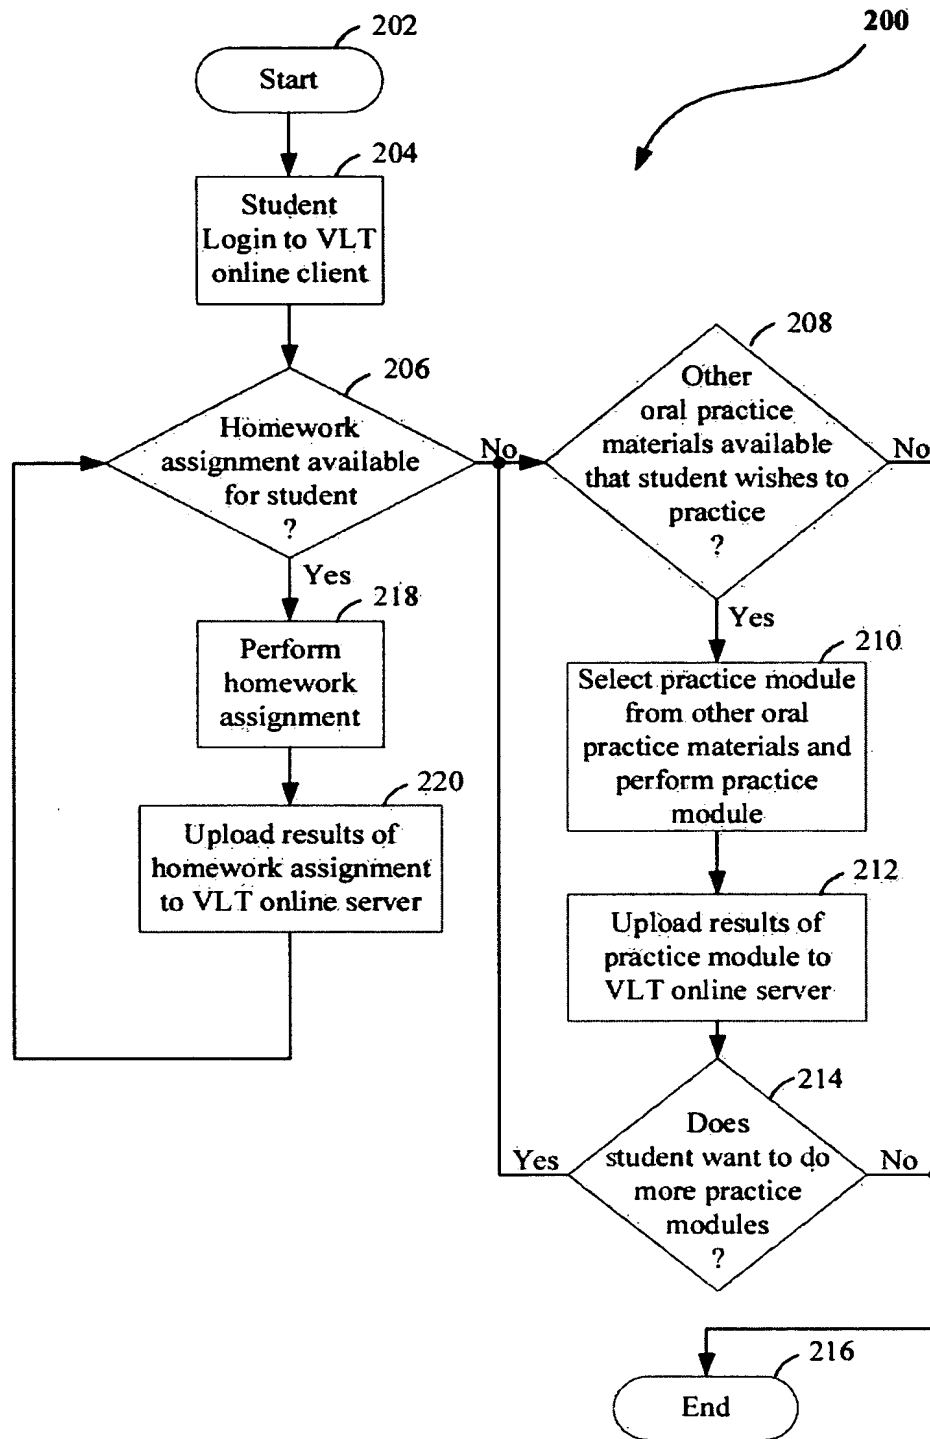 200
202
Start
204
Student
Login to VLT
online client
206
Homework
assignment available
for student
?
No
Yes
218
Perform
homework
assignment
220
Upload results of
homework assignment
to VLT online server
208
Other
oral practice
materials available
that student wishes to
practice
?
No
Yes
210
Select practice module
from other oral
practice materials and
perform practice
module
212
Upload results of
practice module to
VLT online server
214
Does
student want to do
more practice
modules
?
Yes
No
216
End